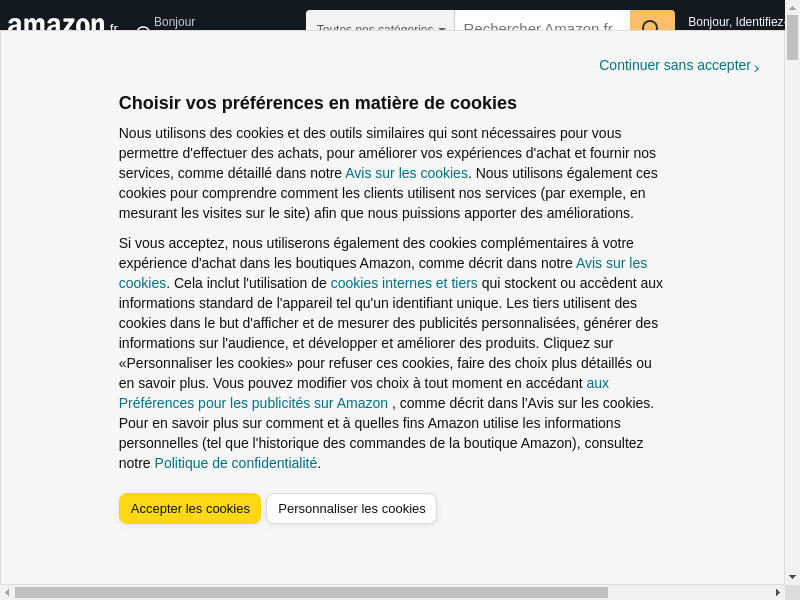 amazon.fr
Bonjour
Toutes nos catégories
Rechercher Amazon.fr
Bonjour, Identifiez-
Continuer sans accepter
Choisir vos préférences en matière de cookies
Nous utilisons des cookies et des outils similaires qui sont nécessaires pour vous
permettre d'effectuer des achats, pour améliorer vos expériences d'achat et fournir nos
services, comme détaillé dans notre Avis sur les cookies. Nous utilisons également ces
cookies pour comprendre comment les clients utilisent nos services (par exemple, en
mesurant les visites sur le site) afin que nous puissions apporter des améliorations.
Si vous acceptez, nous utiliserons également des cookies complémentaires à votre
expérience d'achat dans les boutiques Amazon, comme décrit dans notre Avis sur les
cookies. Cela inclut l'utilisation de cookies internes et tiers qui stockent ou accèdent aux
informations standard de l'appareil tel qu'un identifiant unique. Les tiers utilisent des
cookies dans le but d'afficher et de mesurer des publicités personnalisées, générer des
informations sur l'audience, et développer et améliorer des produits. Cliquez sur
«Personnaliser les cookies» pour refuser ces cookies, faire des choix plus détaillés ou
en savoir plus. Vous pouvez modifier vos choix à tout moment en accédant aux
Préférences pour les publicités sur Amazon , comme décrit dans l'Avis sur les cookies.
Pour en savoir plus sur comment et à quelles fins Amazon utilise les informations
personnelles (tel que l'historique des commandes de la boutique Amazon), consultez
notre Politique de confidentialité.
Accepter les cookies
Personnaliser les cookies